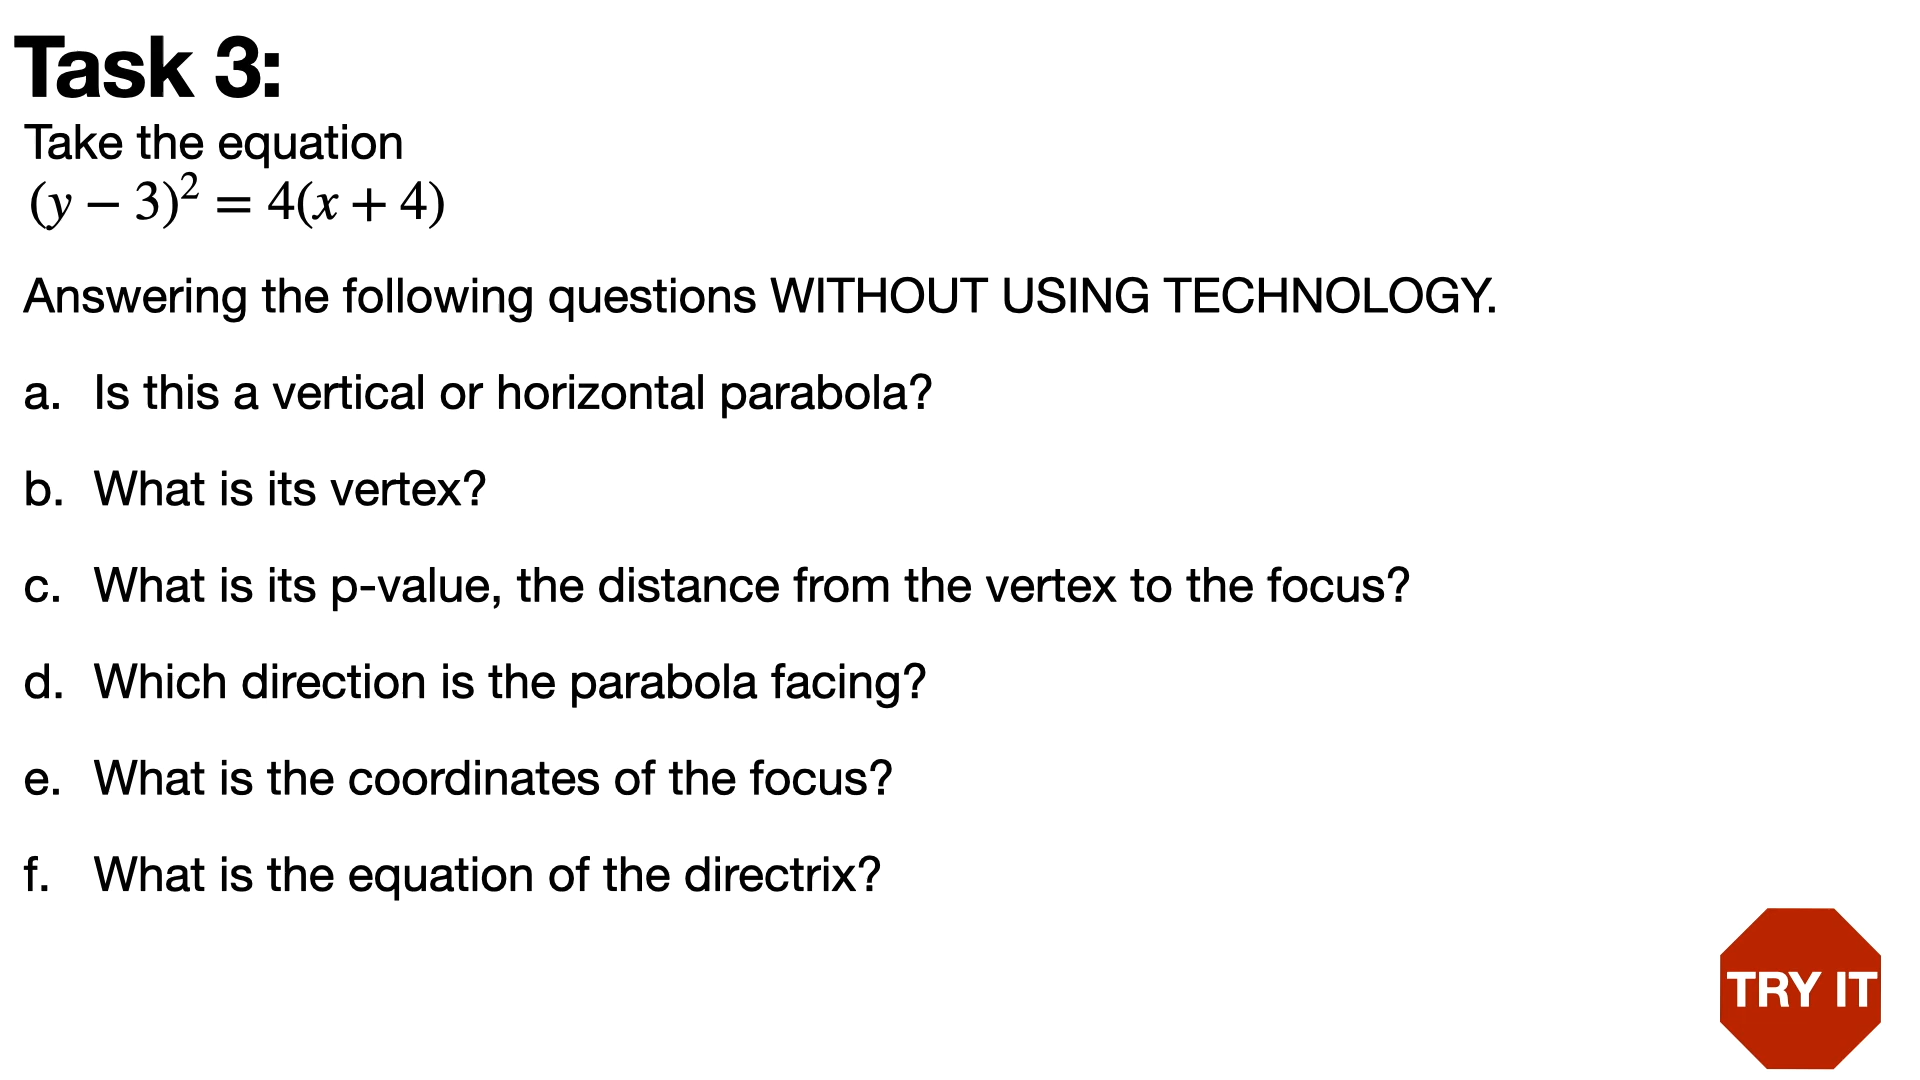 Task 3:
Take the equation
(y − 3)² = 4(x + 4)
Answering the following questions WITHOUT USING TECHNOLOGY.
a. Is this a vertical or horizontal parabola?
b. What is its vertex?
c. What is its p-value, the distance from the vertex to the focus?
d. Which direction is the parabola facing?
e. What is the coordinates of the focus?
f. What is the equation of the directrix?
TRY IT